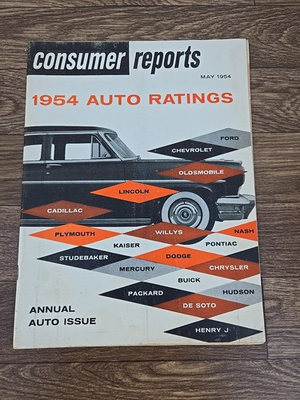 consumer reports
MAY 1954
1954 AUTO RATINGS
FORD
CHEVROLET
OLDSMOBILE
LINCOLN
CADILLAC
PLYMOUTH
WILLYS
NASH
KAISER
PONTIAC
STUDEBAKER
DODGE
MERCURY
CHRYSLER
BUICK
PACKARD
HUDSON
DE SOTO
ANNUAL
AUTO ISSUE
HENRY J